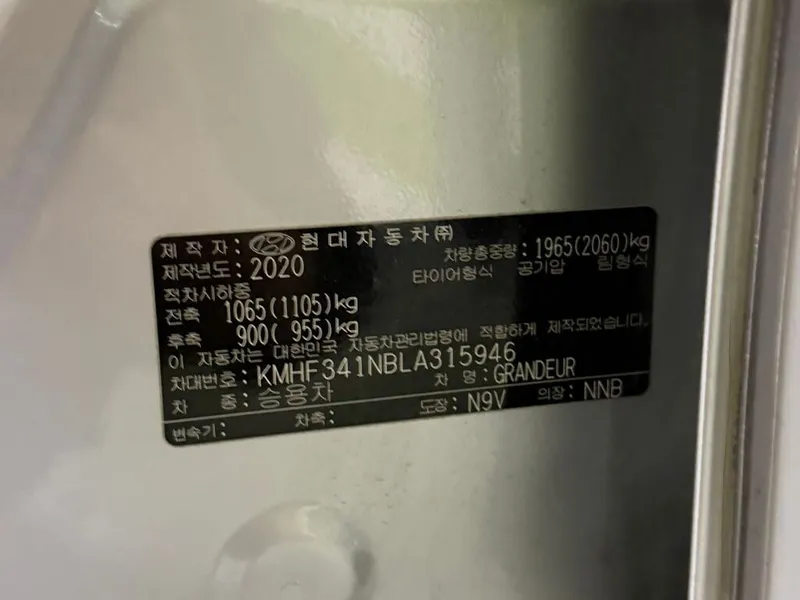 제 작 자 : 현대자동차㈜ 차량총중량 : 1965(2060)kg
제작년도 : 2020 타이어형식 공기압 림형식
적차시하중
전축 1065(1105)kg
후축 900( 955)kg
이 자동차는 대한민국 자동차관리법령에 적합하게 제작되었습니다.
차대번호 : KMHF341NBLA315946
차 종 : 승용차 차 명 : GRANDEUR
변속기 : 차축 : 도장 : N9V 의장 : NNB